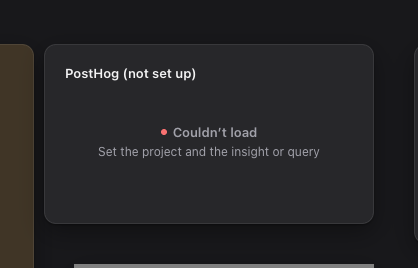 PostHog (not set up)
Couldn’t load
Set the project and the insight or query